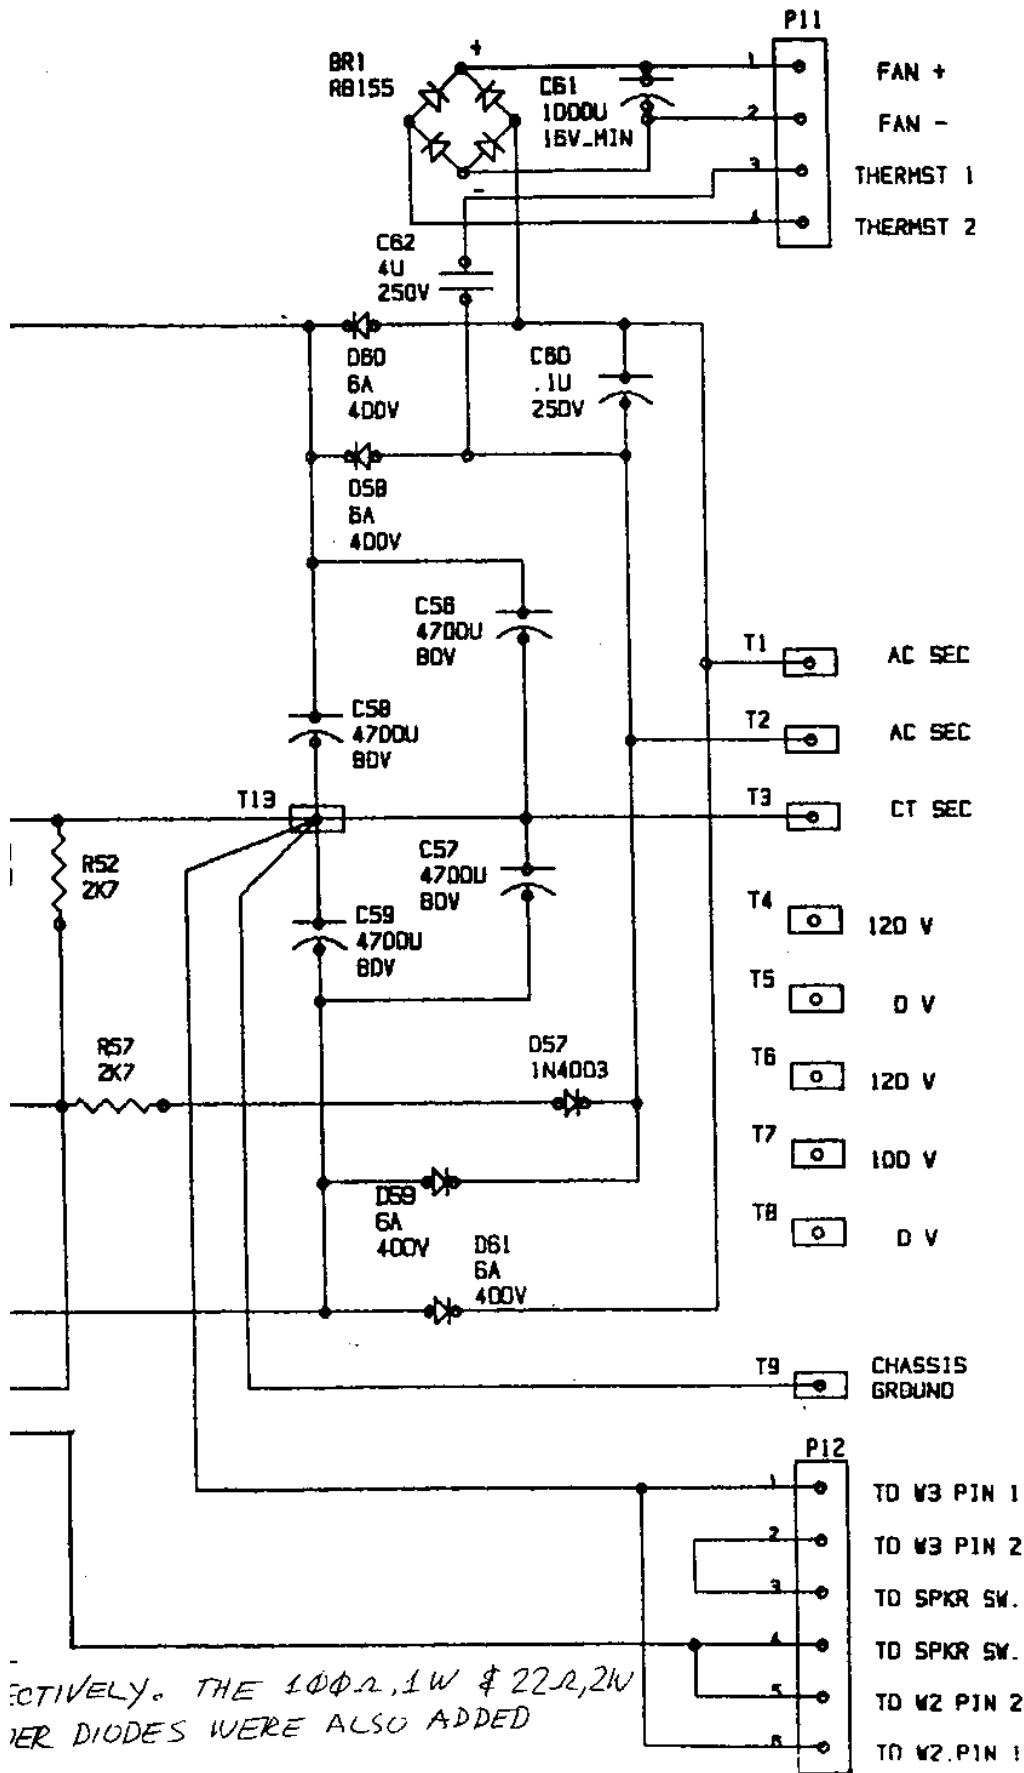 P11
BR1
RB155
+
C61
1000U
16V_MIN
1
FAN +
2
FAN -
3
THERMST 1
-
4
THERMST 2
C62
4U
250V
D60
6A
400V
C60
.1U
250V
D58
6A
400V
C56
4700U
80V
T1
AC SEC
C58
4700U
80V
T2
AC SEC
T13
T3
CT SEC
R52
2K7
C57
4700U
80V
C59
4700U
80V
T4
120 V
T5
0 V
R57
2K7
D57
1N4003
T6
120 V
T7
100 V
D59
6A
400V
T8
0 V
D61
6A
400V
T9
CHASSIS
GROUND
P12
1
TO W3 PIN 1
2
TO W3 PIN 2
3
TO SPKR SW.
4
TO SPKR SW.
5
TO W2 PIN 2
6
TO W2.PIN 1
ECTIVELY. THE 100Ω,1W & 22Ω,2W
DER DIODES WERE ALSO ADDED